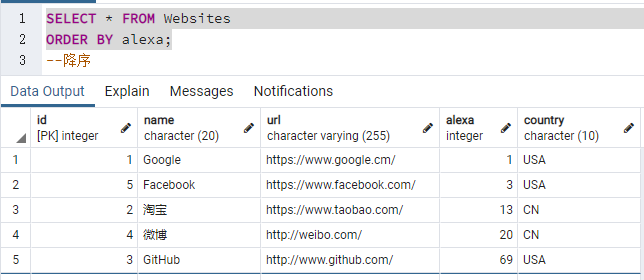 1 SELECT * FROM Websites
2 ORDER BY alexa;
3 --降序
Data Output Explain Messages Notifications
id name url alexa country
[PK] integer character (20) character varying (255) integer character (10)
1 1 Google https://www.google.cm/ 1 USA
2 5 Facebook https://www.facebook.com/ 3 USA
3 2 淘宝 https://www.taobao.com/ 13 CN
4 4 微博 http://weibo.com/ 20 CN
5 3 GitHub http://www.github.com/ 69 USA